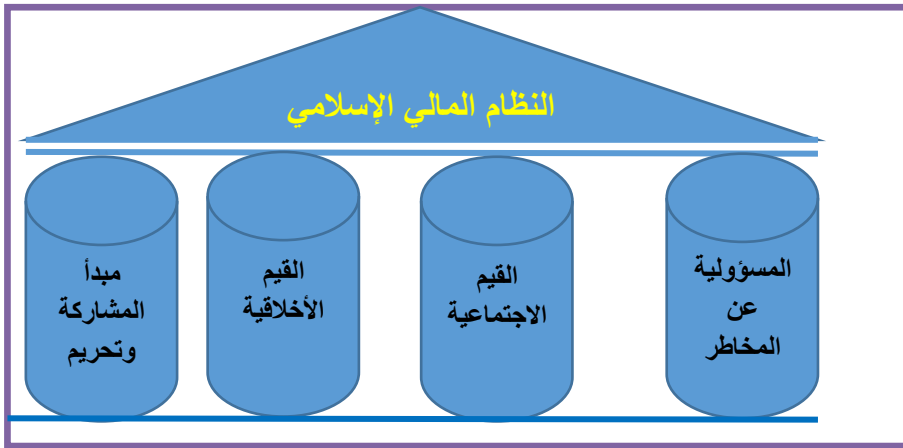 النظام المالي الإسلامي
المسؤولية
عن
المخاطر
القيم
الاجتماعية
القيم
الأخلاقية
مبدأ
المشاركة
وتحريم